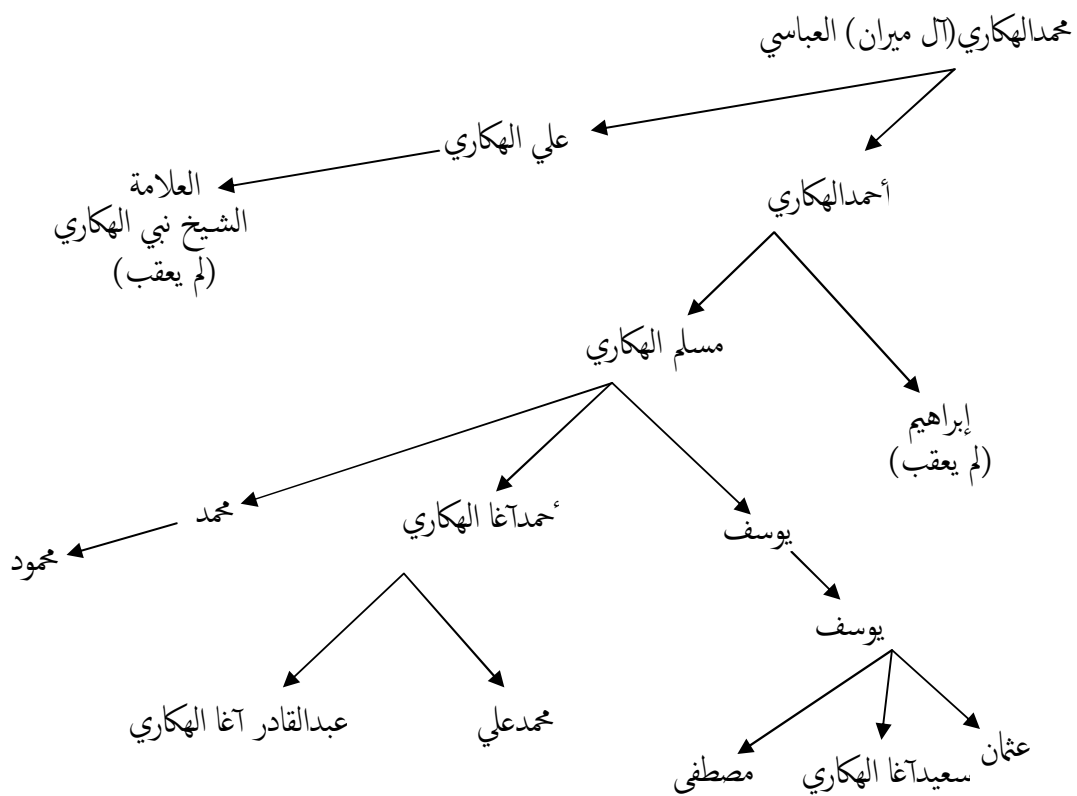 محمدالهكاري(آل ميران) العباسي
علي الهكاري
العلامة
الشيخ نبي الهكاري
(لم يعقب)
أحمدالهكاري
مسلم الهكاري
إبراهيم
(لم يعقب)
أحمدآغا الهكاري
محمد
يوسف
محمود
يوسف
محمدعلي
عبدالقادر آغا الهكاري
عثمان
سعيدآغا الهكاري
مصطفى